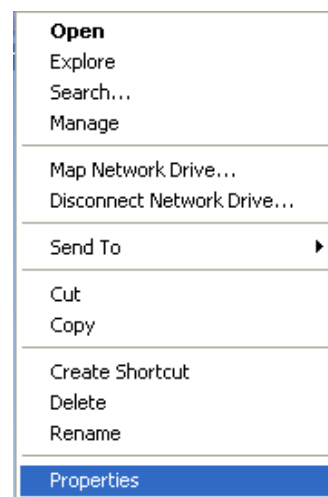 Open
Explore
Search...
Manage
Map Network Drive...
Disconnect Network Drive...
Send To
Cut
Copy
Create Shortcut
Delete
Rename
Properties